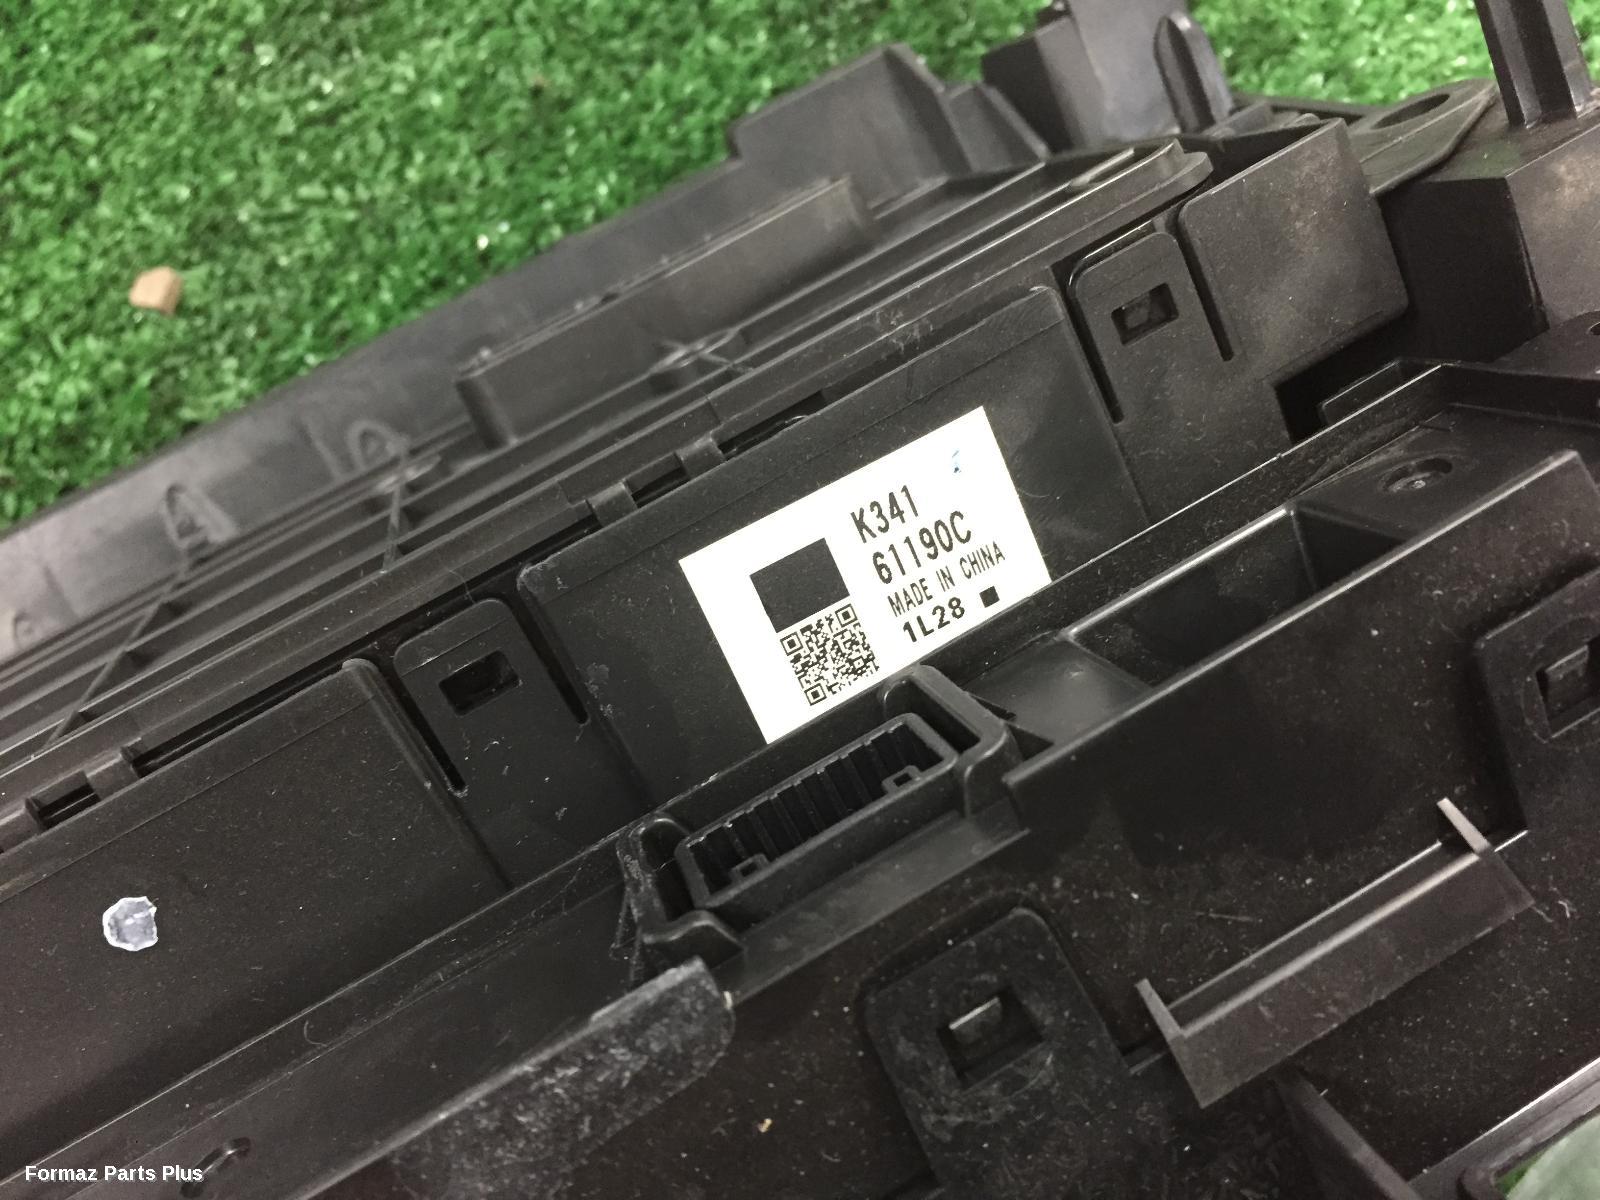 K341
61190C
MADE IN CHINA
1L28
Formaz Parts Plus